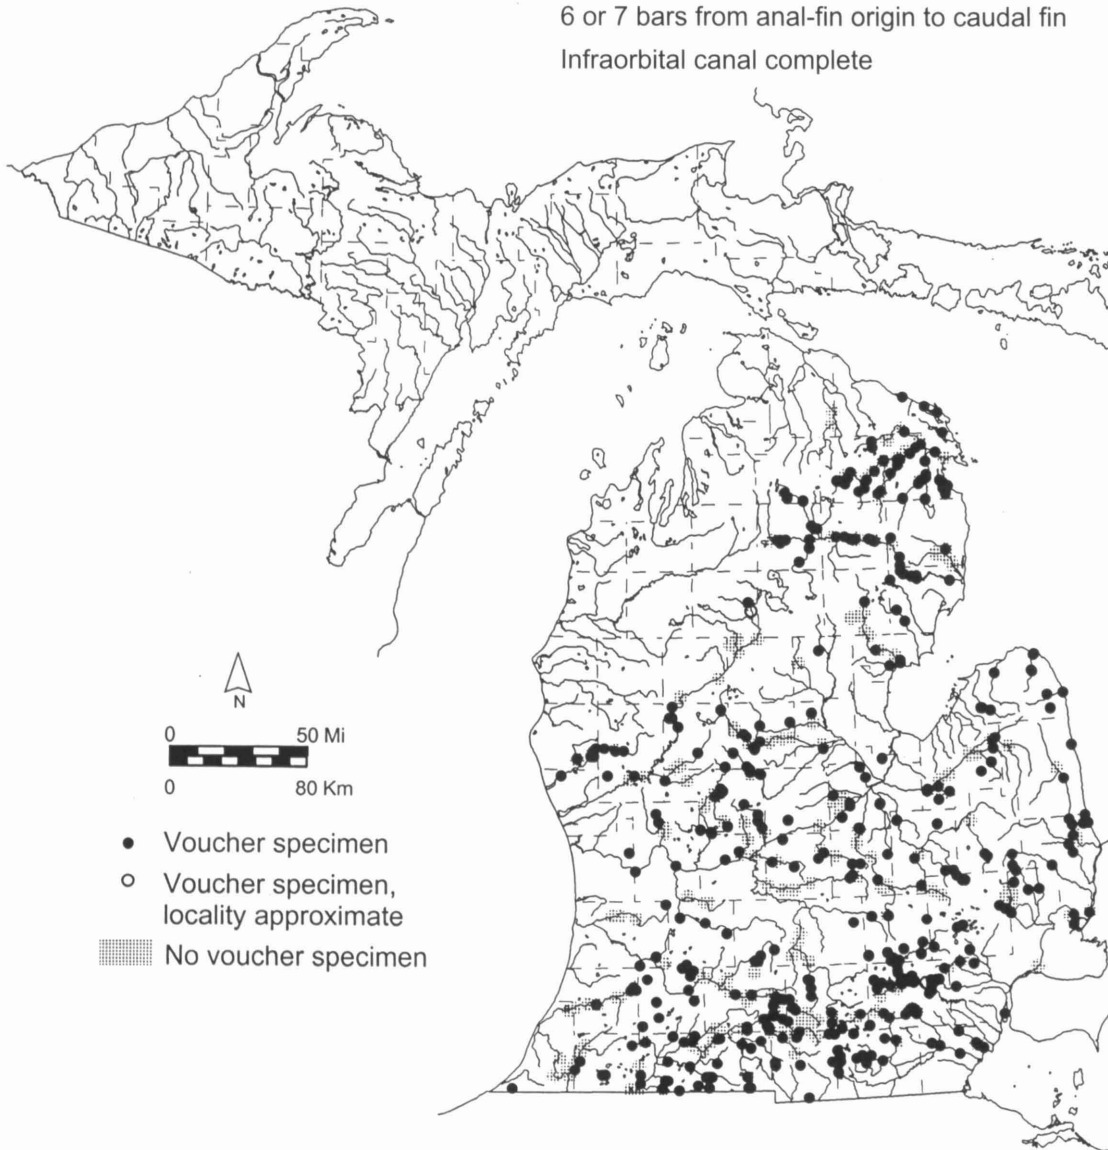 6 or 7 bars from anal-fin origin to caudal fin
Infraorbital canal complete
N
0 50 Mi
0 80 Km
Voucher specimen
Voucher specimen,
locality approximate
No voucher specimen